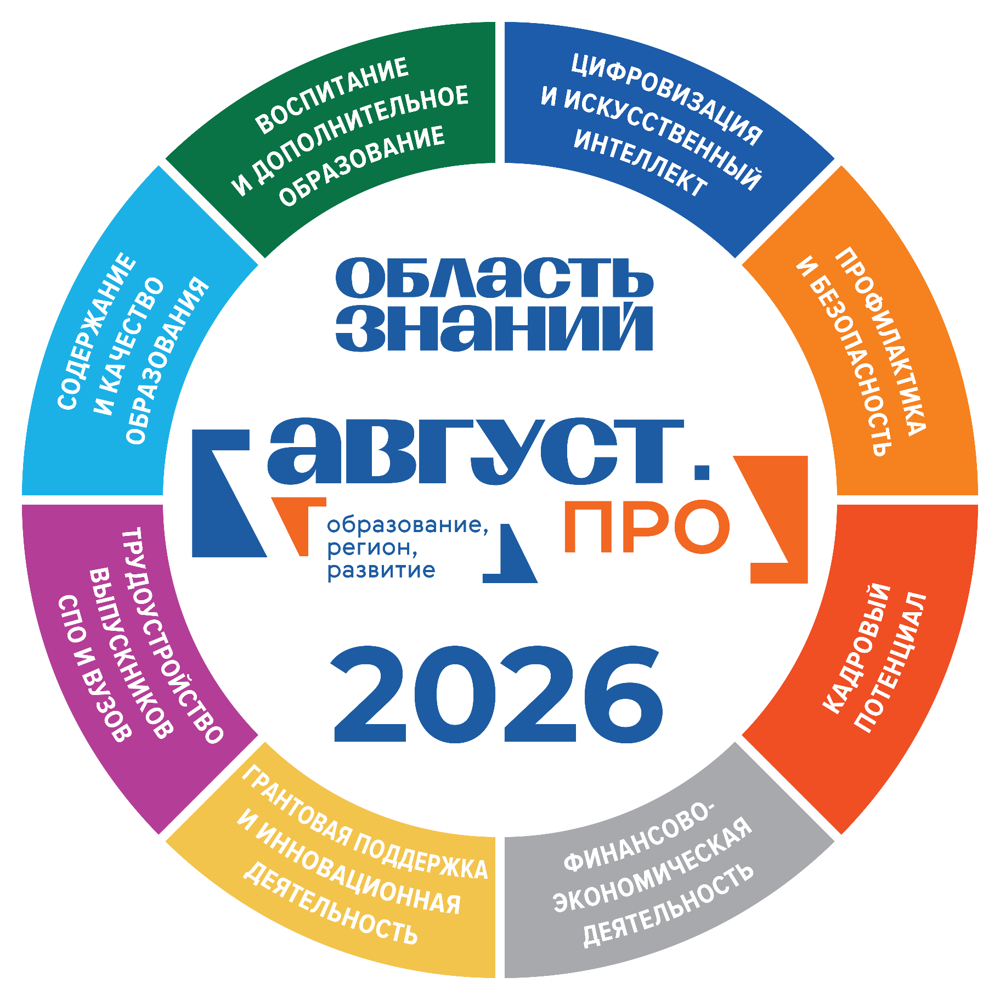 ВОСПИТАНИЕ
И ДОПОЛНИТЕЛЬНОЕ
ОБРАЗОВАНИЕ
ЦИФРОВИЗАЦИЯ
И ИСКУССТВЕННЫЙ
ИНТЕЛЛЕКТ
ПРОФИЛАКТИКА
И БЕЗОПАСНОСТЬ
КАДРОВЫЙ
ПОТЕНЦИАЛ
ФИНАНСОВО-
ЭКОНОМИЧЕСКАЯ
ДЕЯТЕЛЬНОСТЬ
ГРАНТОВАЯ ПОДДЕРЖКА
И ИННОВАЦИОННАЯ
ДЕЯТЕЛЬНОСТЬ
ТРУДОУСТРОЙСТВО
ВЫПУСКНИКОВ
СПО И ВУЗОВ
СОДЕРЖАНИЕ
И КАЧЕСТВО
ОБРАЗОВАНИЯ
ОБЛАСТЬ
ЗНАНИЙ
АВГУСТ.
ПРО
образование,
регион,
развитие
2026